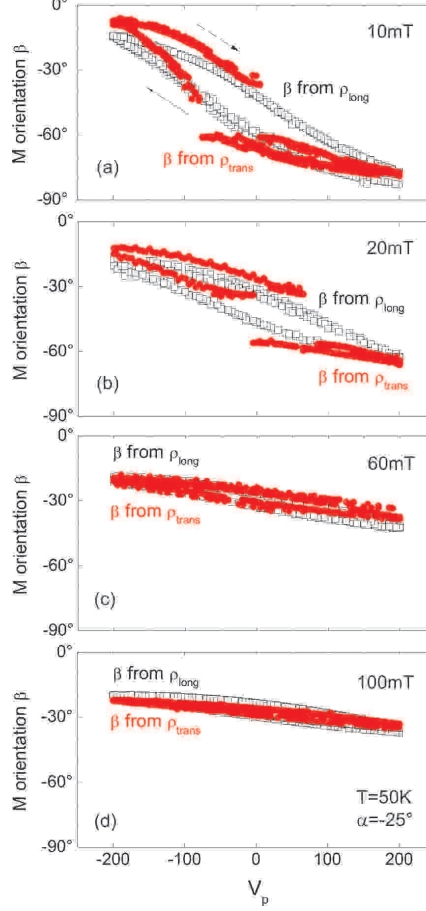 0°
-30°
-60°
-90°
M orientation β
10mT
β from ρlong
β from ρtrans
(a)
0°
-30°
-60°
-90°
M orientation β
20mT
β from ρlong
β from ρtrans
(b)
0°
-30°
-60°
-90°
M orientation β
60mT
β from ρlong
β from ρtrans
(c)
0°
-30°
-60°
-90°
M orientation β
100mT
β from ρlong
β from ρtrans
T=50K
α=-25°
(d)
-200 -100 0 100 200
Vp